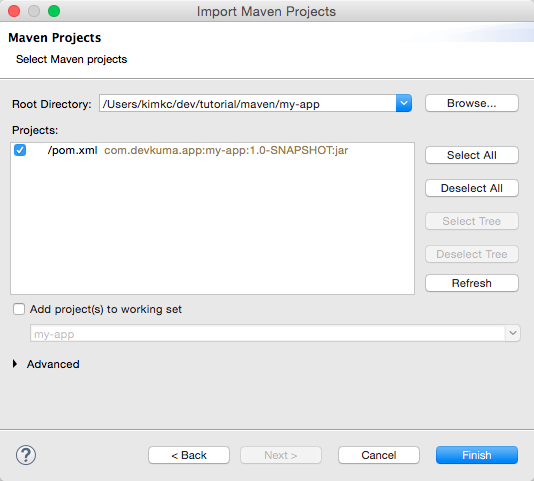 Import Maven Projects
Maven Projects
Select Maven projects
Root Directory: /Users/kimkc/dev/tutorial/maven/my-app Browse...
Projects:
/pom.xml com.devkuma.app:my-app:1.0-SNAPSHOT:jar
Select All
Deselect All
Select Tree
Deselect Tree
Refresh
Add project(s) to working set
my-app
Advanced
? < Back Next > Cancel Finish